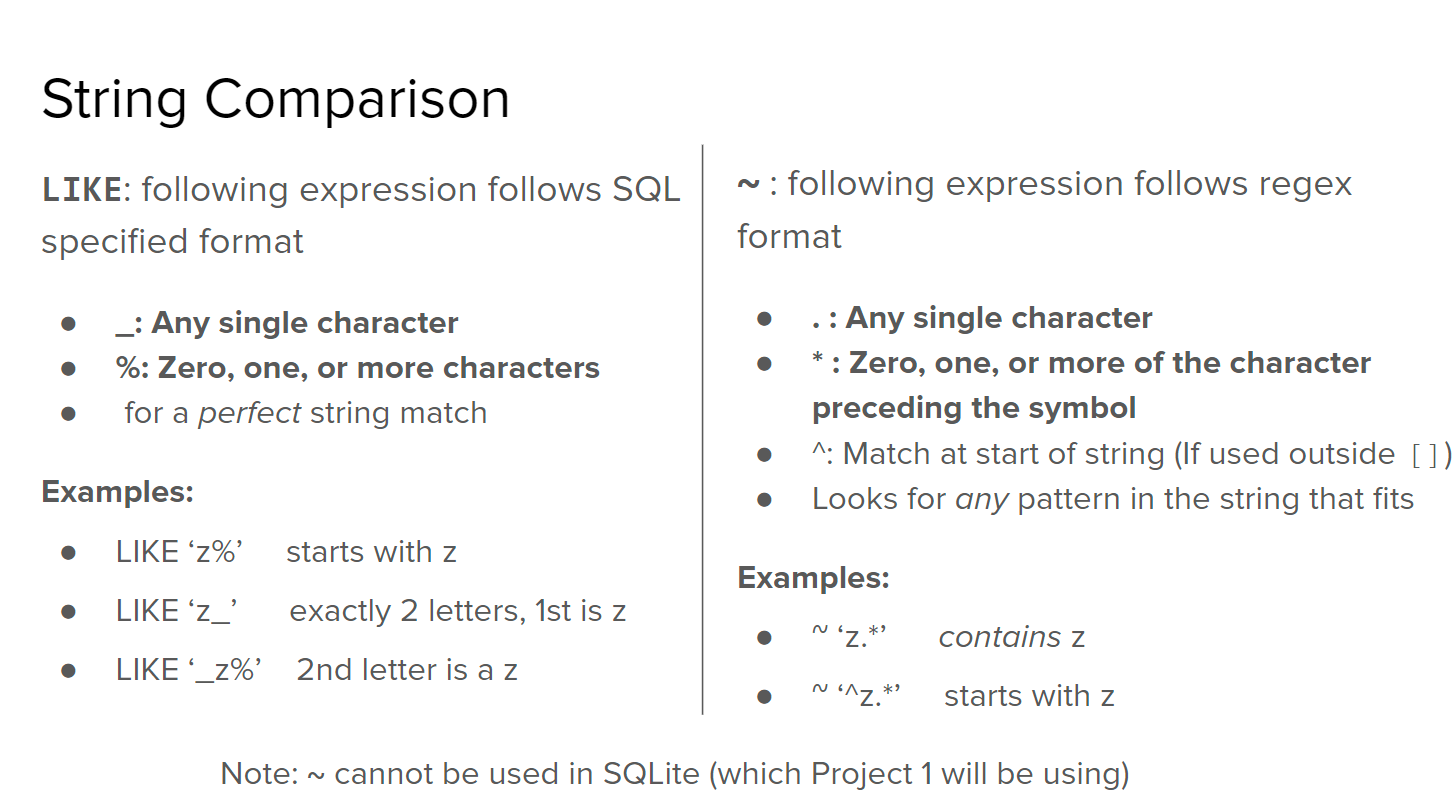 String Comparison
LIKE: following expression follows SQL
specified format
● _: Any single character
● %: Zero, one, or more characters
● for a perfect string match
Examples:
● LIKE ‘z%’ starts with z
● LIKE ‘z_’ exactly 2 letters, 1st is z
● LIKE ‘_z%’ 2nd letter is a z
~ : following expression follows regex
format
● . : Any single character
● * : Zero, one, or more of the character
preceding the symbol
● ^: Match at start of string (If used outside [])
● Looks for any pattern in the string that fits
Examples:
● ~ ‘z.*’ contains z
● ~ ‘^z.*’ starts with z
Note: ~ cannot be used in SQLite (which Project 1 will be using)